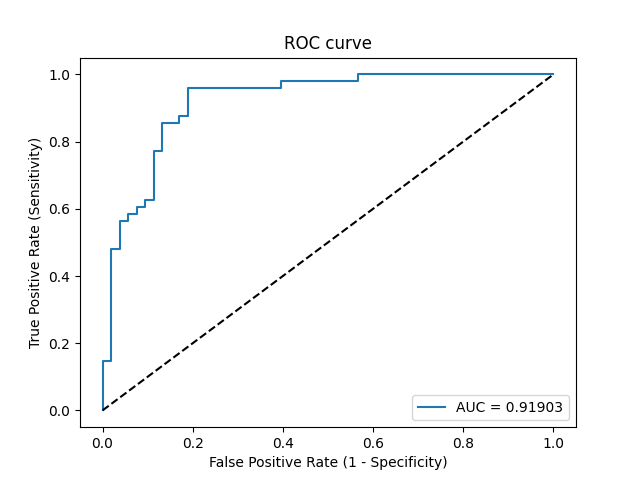 ROC curve
True Positive Rate (Sensitivity)
1.0
0.8
0.6
0.4
0.2
0.0
AUC = 0.91903
0.0 0.2 0.4 0.6 0.8 1.0
False Positive Rate (1 - Specificity)